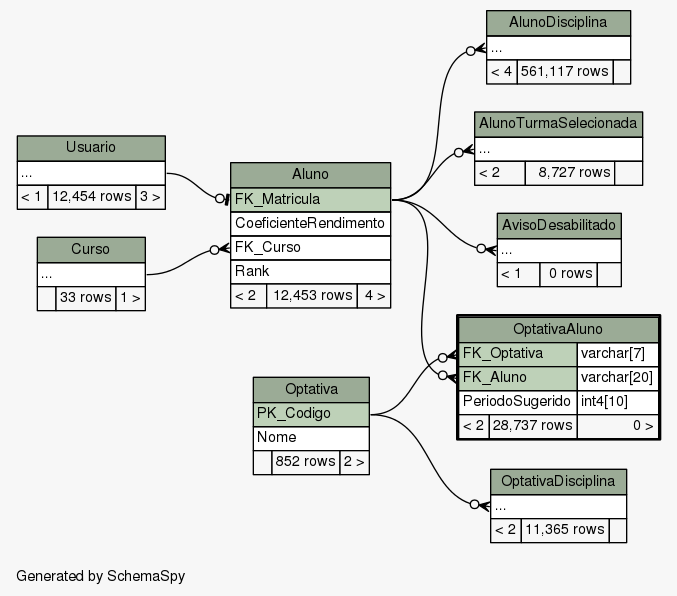 AlunoDisciplina
...
< 4 561,117 rows
AlunoTurmaSelecionada
...
< 2 8,727 rows
Usuario
...
< 1 12,454 rows 3 >
Aluno
FK_Matricula
CoeficienteRendimento
FK_Curso
Rank
< 2 12,453 rows 4 >
AvisoDesabilitado
...
< 1 0 rows
Curso
...
33 rows 1 >
OptativaAluno
FK_Optativa varchar[7]
FK_Aluno varchar[20]
PeriodoSugerido int4[10]
< 2 28,737 rows 0 >
Optativa
PK_Codigo
Nome
852 rows 2 >
OptativaDisciplina
...
< 2 11,365 rows
Generated by SchemaSpy